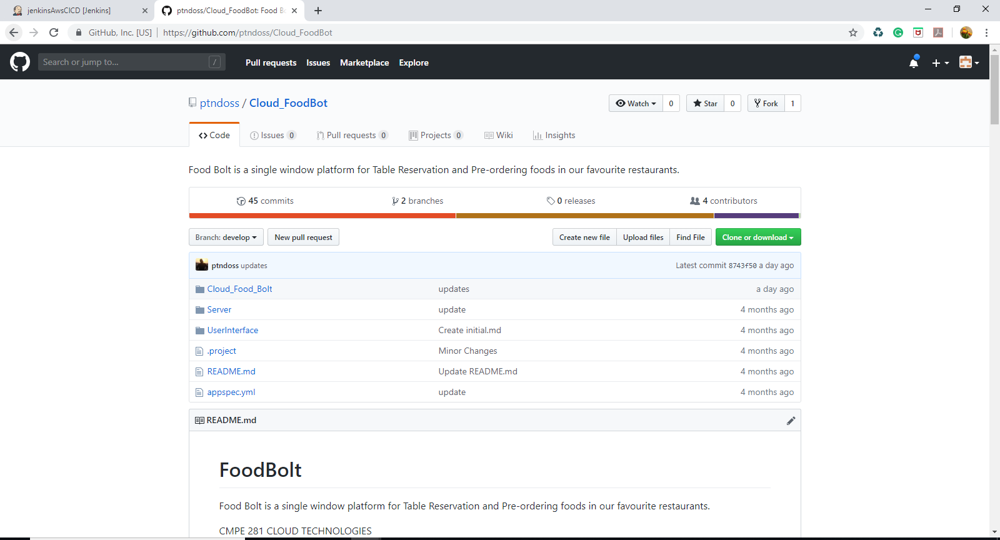 jenkinsAwsCICD [Jenkins] ptndoss/Cloud_FoodBot: Food B
GitHub, Inc. [US] https://github.com/ptndoss/Cloud_FoodBot
Search or jump to... / Pull requests Issues Marketplace Explore
ptndoss / Cloud_FoodBot Watch 0 Star 0 Fork 1
Code Issues 0 Pull requests 0 Projects 0 Wiki Insights
Food Bolt is a single window platform for Table Reservation and Pre-ordering foods in our favourite restaurants.
45 commits 2 branches 0 releases 4 contributors
Branch: develop New pull request Create new file Upload files Find File Clone or download
ptndoss updates Latest commit 8743f50 a day ago
Cloud_Food_Bolt updates a day ago
Server update 4 months ago
UserInterface Create initial.md 4 months ago
.project Minor Changes 4 months ago
README.md Update README.md 4 months ago
appspec.yml update 4 months ago
README.md
FoodBolt
Food Bolt is a single window platform for Table Reservation and Pre-ordering foods in our favourite restaurants.
CMPE 281 CLOUD TECHNOLOGIES